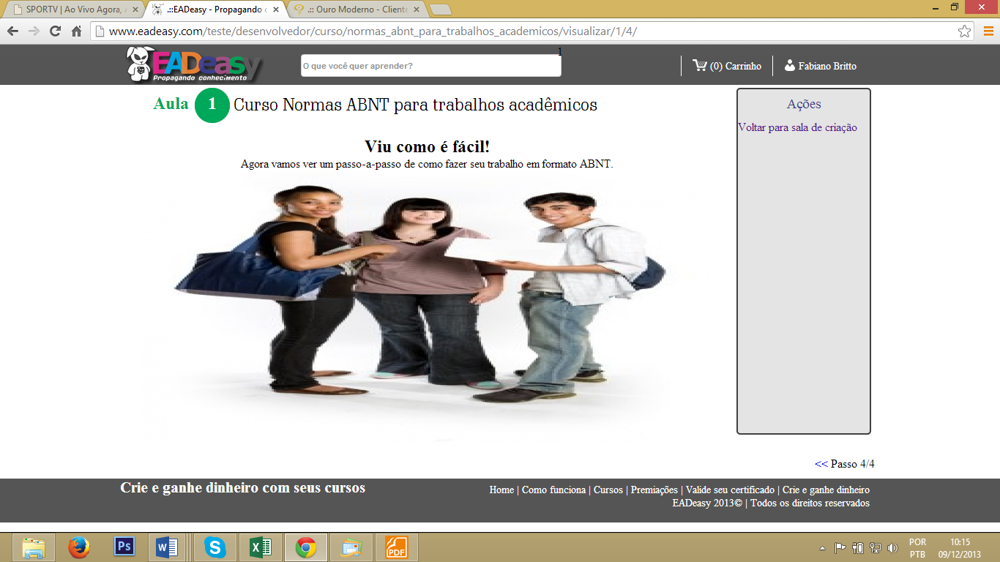 SPORTV | Ao Vivo Agora,
.::EADeasy - Propagando c
.:: Ouro Moderno - Cliente
www.eadeasy.com/teste/desenvolvedor/curso/normas_abnt_para_trabalhos_academicos/visualizar/1/4/
EADeasy
Propagando conhecimento
O que você quer aprender?
1
(0) Carrinho
Fabiano Britto
Aula 1 Curso Normas ABNT para trabalhos acadêmicos
Ações
Voltar para sala de criação
Viu como é fácil!
Agora vamos ver um passo-a-passo de como fazer seu trabalho em formato ABNT.
<< Passo 4/4
Crie e ganhe dinheiro com seus cursos
Home | Como funciona | Cursos | Premiações | Valide seu certificado | Crie e ganhe dinheiro
EADeasy 2013© | Todos os direitos reservados
Ps
PDF
POR
PTB
10:15
09/12/2013